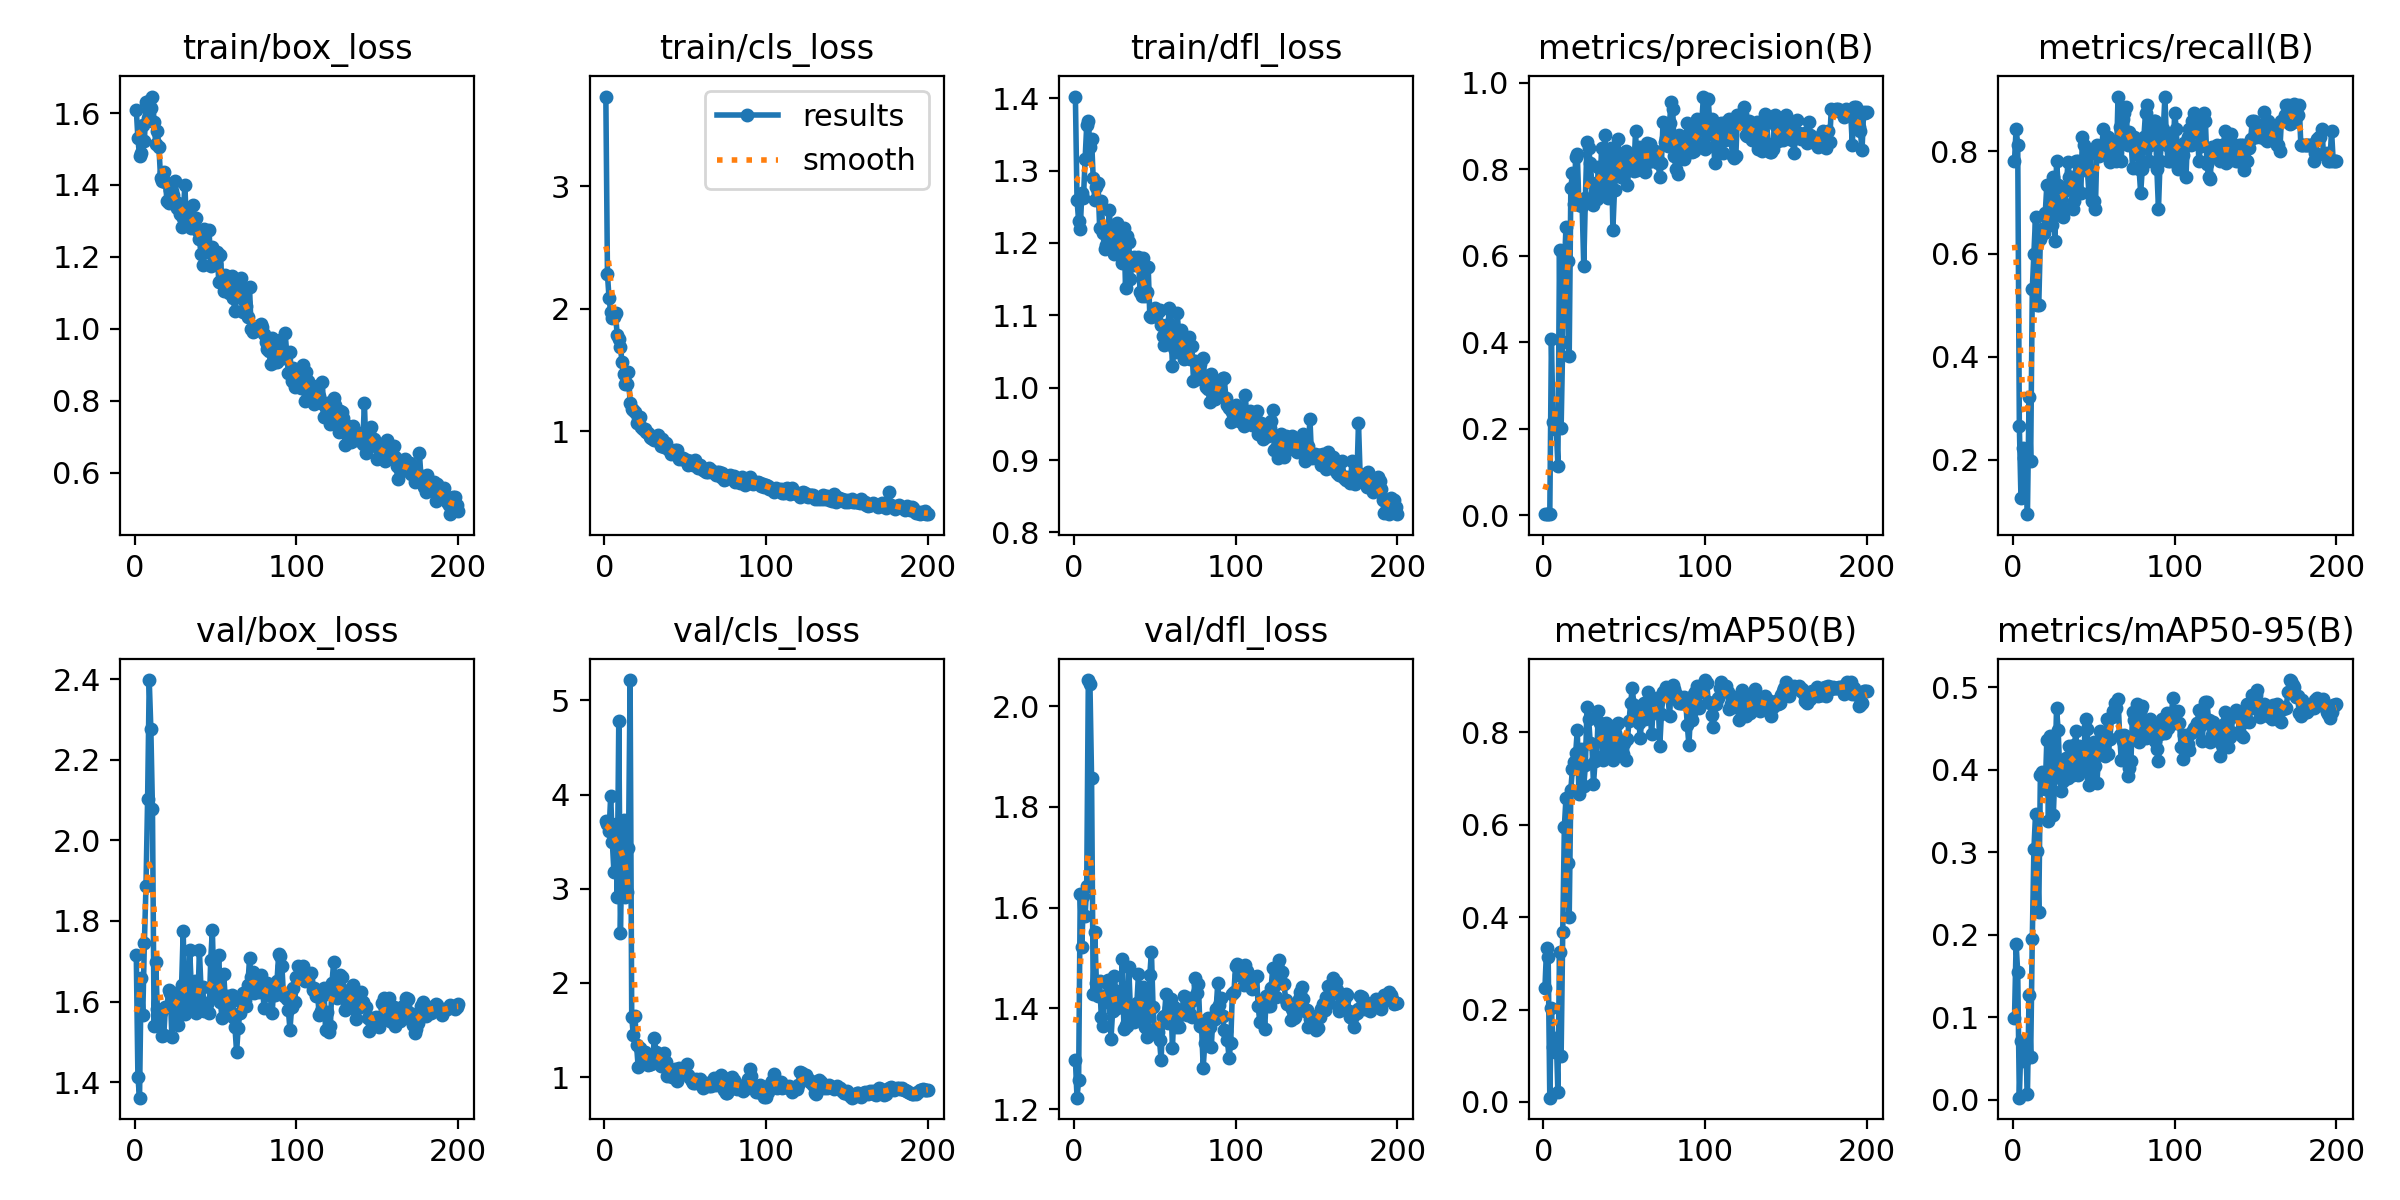 train/box_loss
1.6
1.4
1.2
1.0
0.8
0.6
0 100 200
train/cls_loss
results
smooth
3
2
1
0 100 200
train/dfl_loss
1.4
1.3
1.2
1.1
1.0
0.9
0.8
0 100 200
metrics/precision(B)
1.0
0.8
0.6
0.4
0.2
0.0
0 100 200
metrics/recall(B)
0.8
0.6
0.4
0.2
0 100 200
val/box_loss
2.4
2.2
2.0
1.8
1.6
1.4
0 100 200
val/cls_loss
5
4
3
2
1
0 100 200
val/dfl_loss
2.0
1.8
1.6
1.4
1.2
0 100 200
metrics/mAP50(B)
0.8
0.6
0.4
0.2
0.0
0 100 200
metrics/mAP50-95(B)
0.5
0.4
0.3
0.2
0.1
0.0
0 100 200